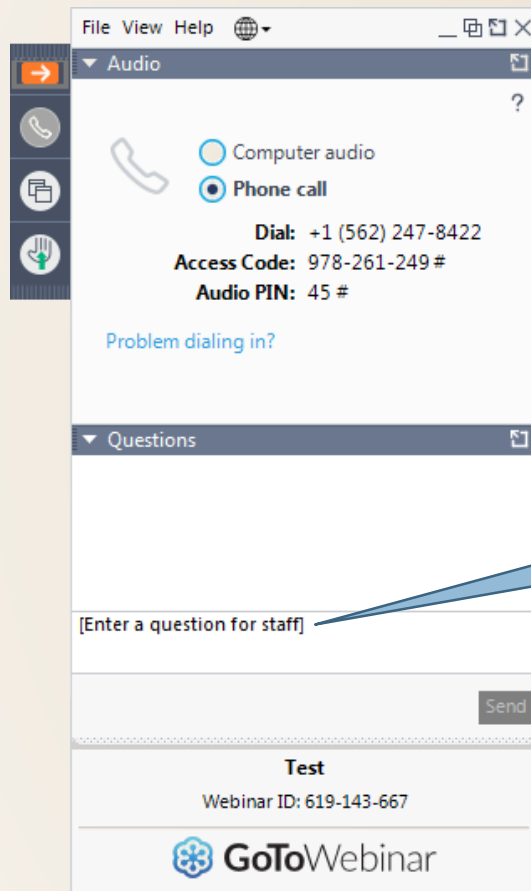 File View Help
Audio
?
Computer audio
Phone call
Dial: +1 (562) 247-8422
Access Code: 978-261-249 #
Audio PIN: 45 #
Problem dialing in?
Questions
[Enter a question for staff]
Send
Test
Webinar ID: 619-143-667
GoToWebinar